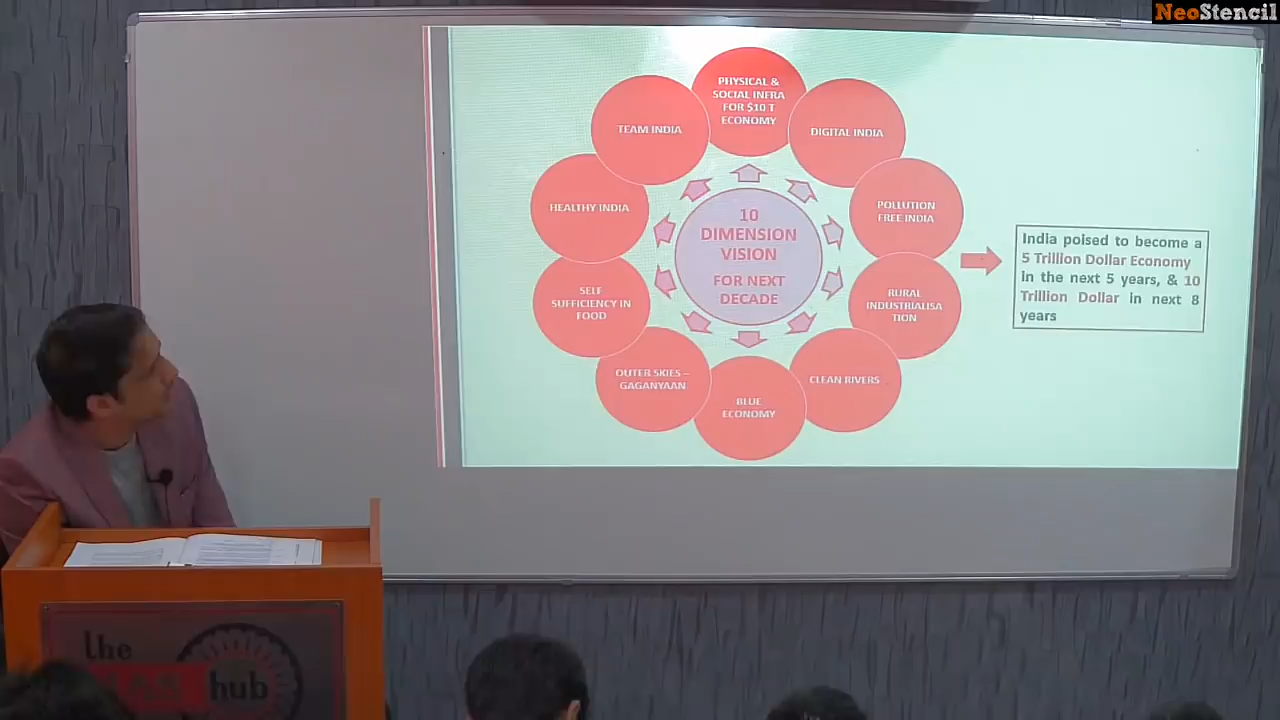 NeoStencil
PHYSICAL &
SOCIAL INFRA
FOR $10 T
ECONOMY
DIGITAL INDIA
POLLUTION
FREE INDIA
RURAL
INDUSTRIALISA
TION
CLEAN RIVERS
BLUE
ECONOMY
OUTER SKIES –
GAGANYAAN
SELF
SUFFICIENCY IN
FOOD
HEALTHY INDIA
TEAM INDIA
10
DIMENSION
VISION
FOR NEXT
DECADE
India poised to become a
5 Trillion Dollar Economy
in the next 5 years, & 10
Trillion Dollar in next 8
years
the
hub